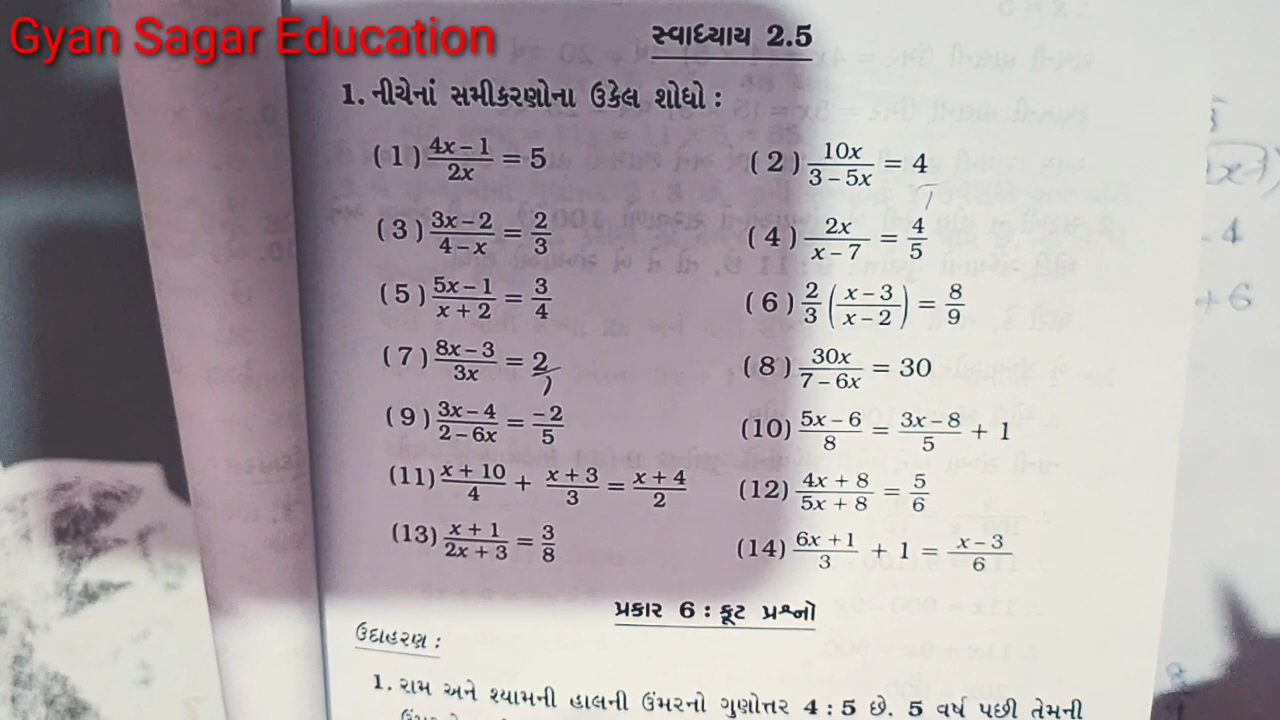 Gyan Sagar Education
સ્વાધ્યાય 2.5
1. નીચેનાં સમીકરણોના ઉકેલ શોધો :
(1) (4x – 1)/(2x) = 5 (2) (10x)/(3 – 5x) = 4
(3) (3x – 2)/(4 – x) = 2/3 (4) (2x)/(x – 7) = 4/5
(5) (5x – 1)/(x + 2) = 3/4 (6) 2/3 ((x – 3)/(x – 2)) = 8/9
(7) (8x – 3)/(3x) = 2 (8) (30x)/(7 – 6x) = 30
(9) (3x – 4)/(2 – 6x) = –2/5 (10) (5x – 6)/8 = (3x – 8)/5 + 1
(11) (x + 10)/4 + (x + 3)/3 = (x + 4)/2 (12) (4x + 8)/(5x + 8) = 5/6
(13) (x + 1)/(2x + 3) = 3/8 (14) (6x + 1)/3 + 1 = (x – 3)/6
પ્રકાર 6 : કૂટ પ્રશ્નો
ઉદાહરણ :
1. રામ અને શ્યામની હાલની ઉંમરનો ગુણોત્તર 4 : 5 છે. 5 વર્ષ પછી તેમની